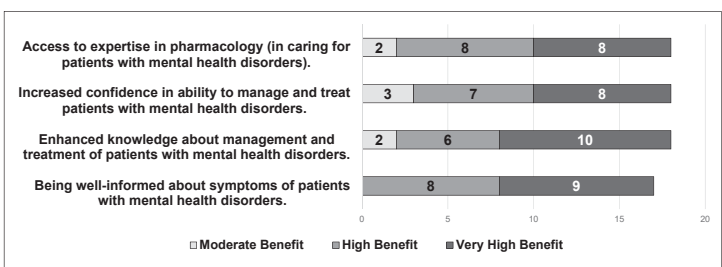 Access to expertise in pharmacology (in caring for
patients with mental health disorders).
2 8 8
Increased confidence in ability to manage and treat
patients with mental health disorders.
3 7 8
Enhanced knowledge about management and
treatment of patients with mental health disorders.
2 6 10
Being well-informed about symptoms of patients
with mental health disorders.
8 9
0 5 10 15 20
Moderate Benefit High Benefit Very High Benefit